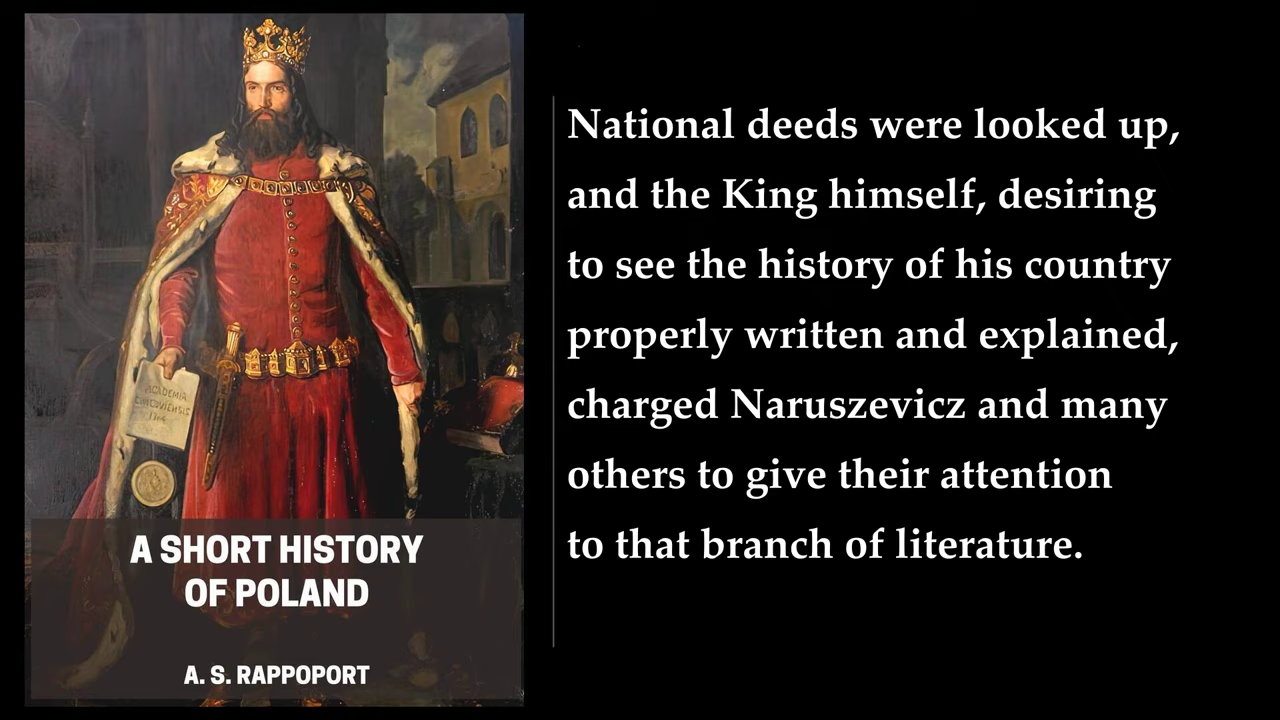 ACADEMIA
A SHORT HISTORY
OF POLAND
A. S. RAPPOPORT
National deeds were looked up,
and the King himself, desiring
to see the history of his country
properly written and explained,
charged Naruszevicz and many
others to give their attention
to that branch of literature.